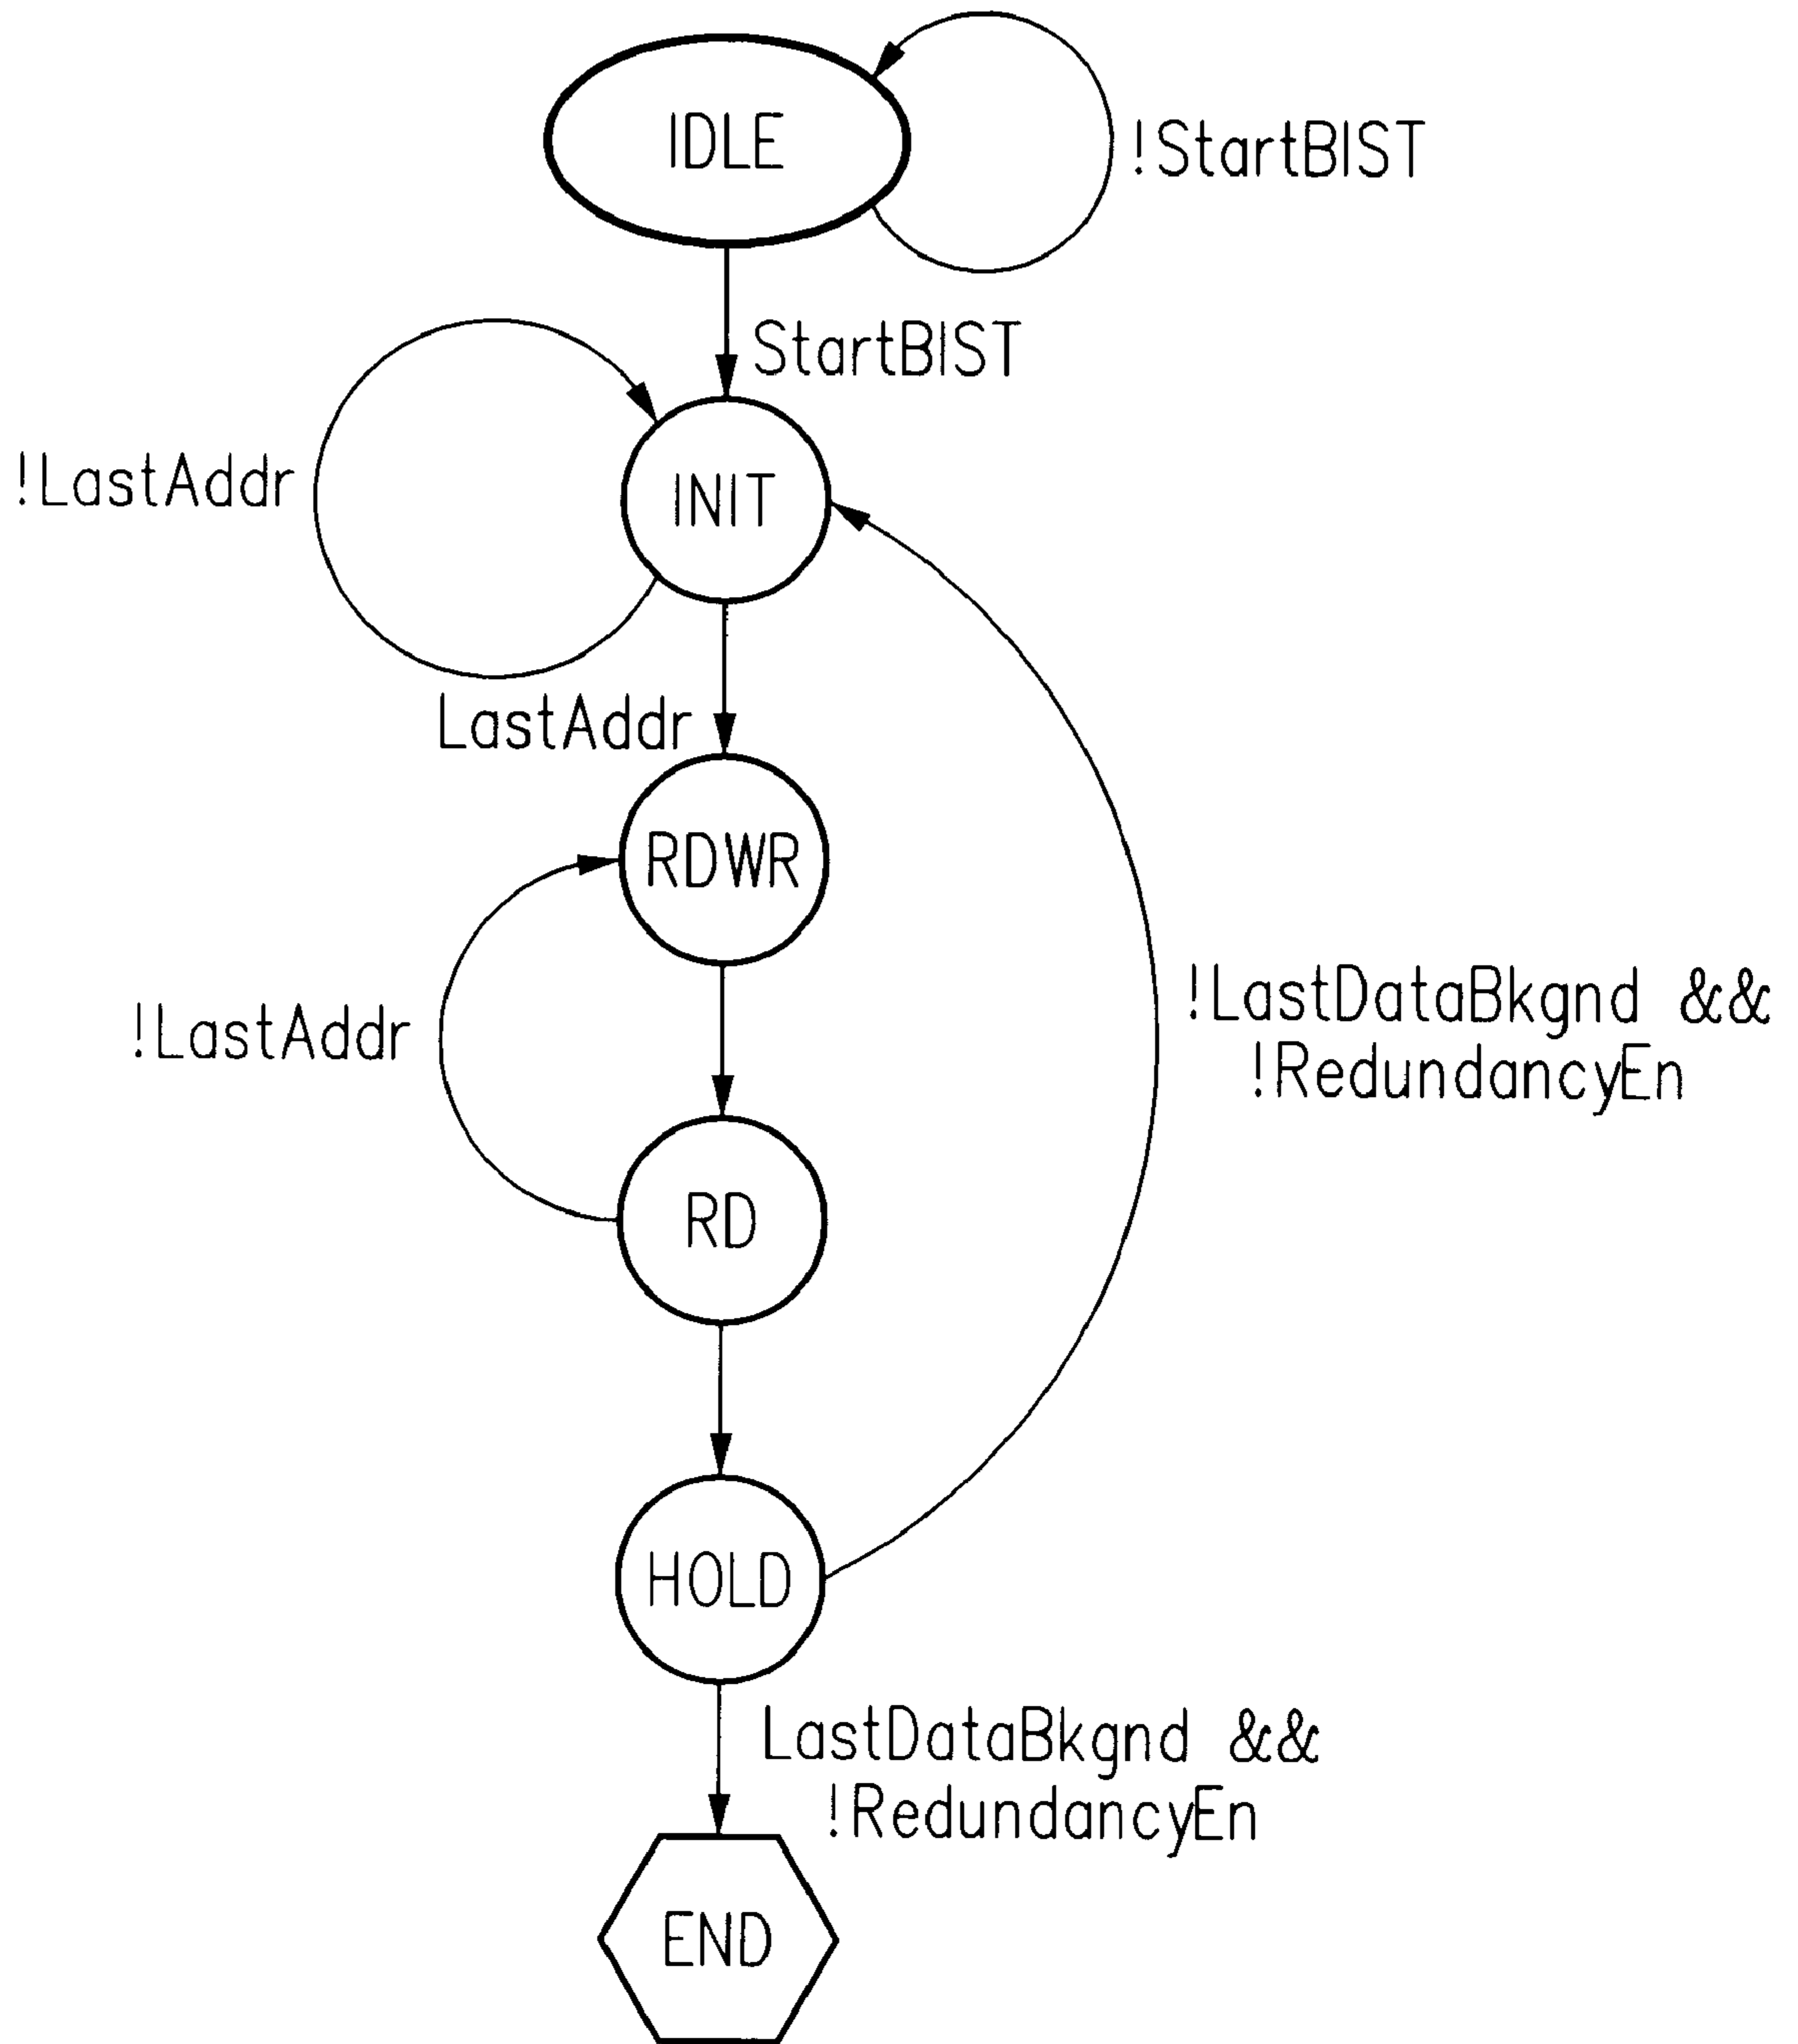 IDLE
!StartBIST
StartBIST
!LastAddr
INIT
LastAddr
RDWR
!LastDataBkgnd &&
!RedundancyEn
!LastAddr
RD
HOLD
LastDataBkgnd &&
!RedundancyEn
END